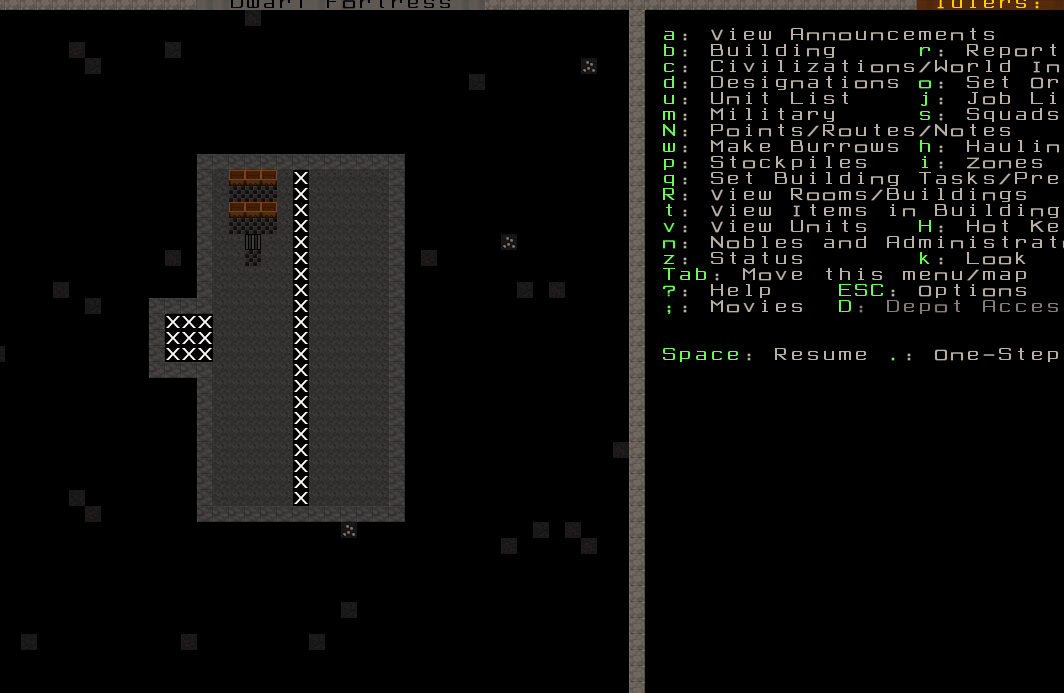 Dwarf Fortress
Idlers:
a: View Announcements
b: Building r: Report
c: Civilizations/World In
d: Designations o: Set Or
u: Unit List j: Job Li
m: Military s: Squads
N: Points/Routes/Notes
w: Make Burrows h: Haulin
p: Stockpiles i: Zones
q: Set Building Tasks/Pre
R: View Rooms/Buildings
t: View Items in Building
v: View Units H: Hot Ke
n: Nobles and Administrat
z: Status k: Look
Tab: Move this menu/map
?: Help ESC: Options
;: Movies D: Depot Acces
Space: Resume .: One-Step